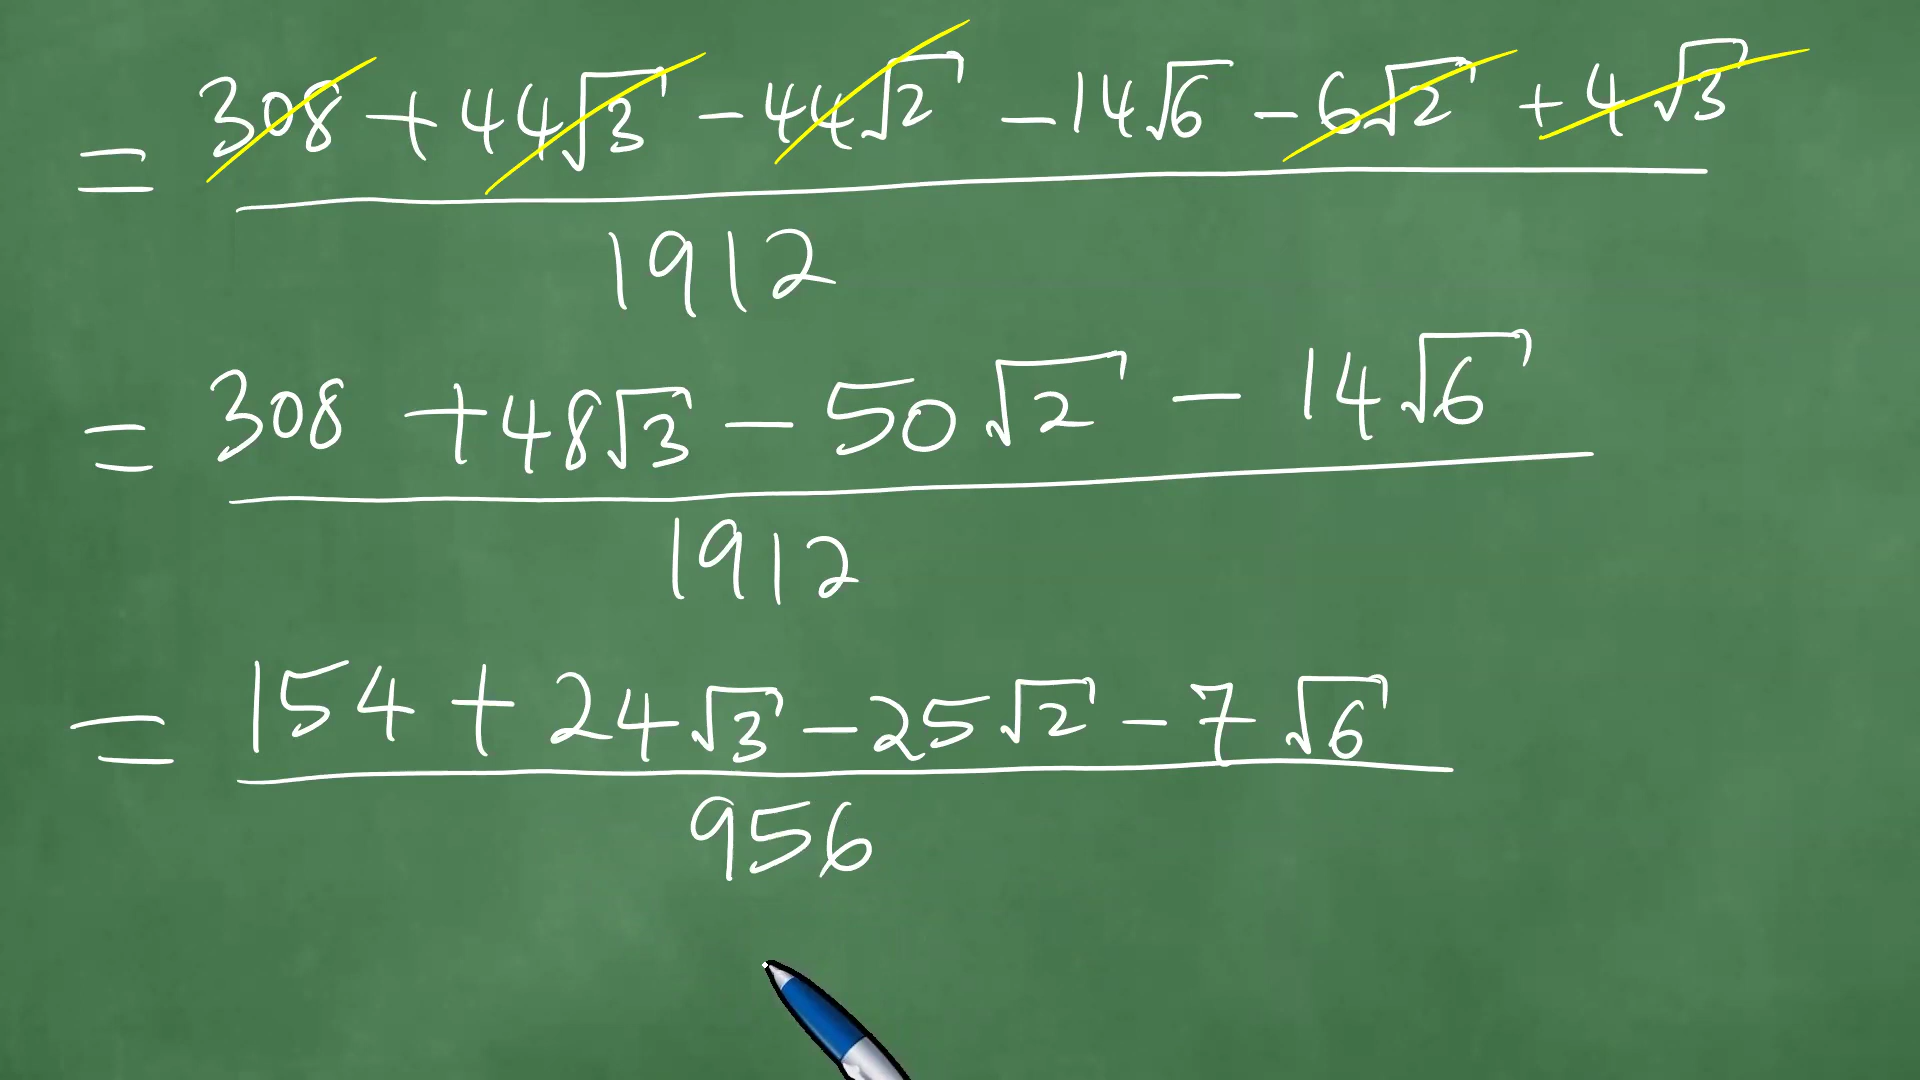 = 308 + 44√3 - 44√2 - 14√6 - 6√2 + 4√3
1912
= 308 + 48√3 - 50√2 - 14√6
1912
= 154 + 24√3 - 25√2 - 7√6
956